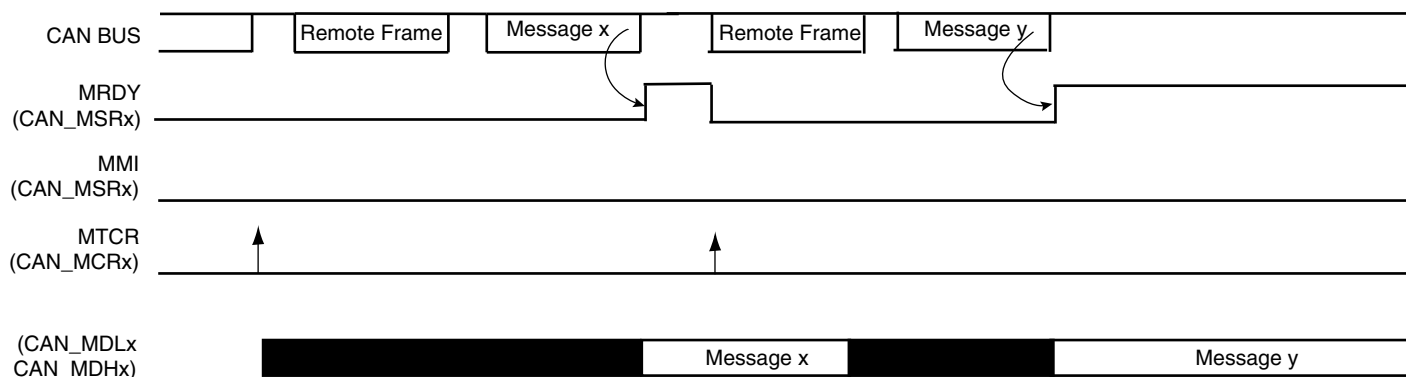 CAN BUS
Remote Frame
Message x
Remote Frame
Message y
MRDY
(CAN_MSRx)
MMI
(CAN_MSRx)
MTCR
(CAN_MCRx)
(CAN_MDLx
CAN_MDHx)
Message x
Message y